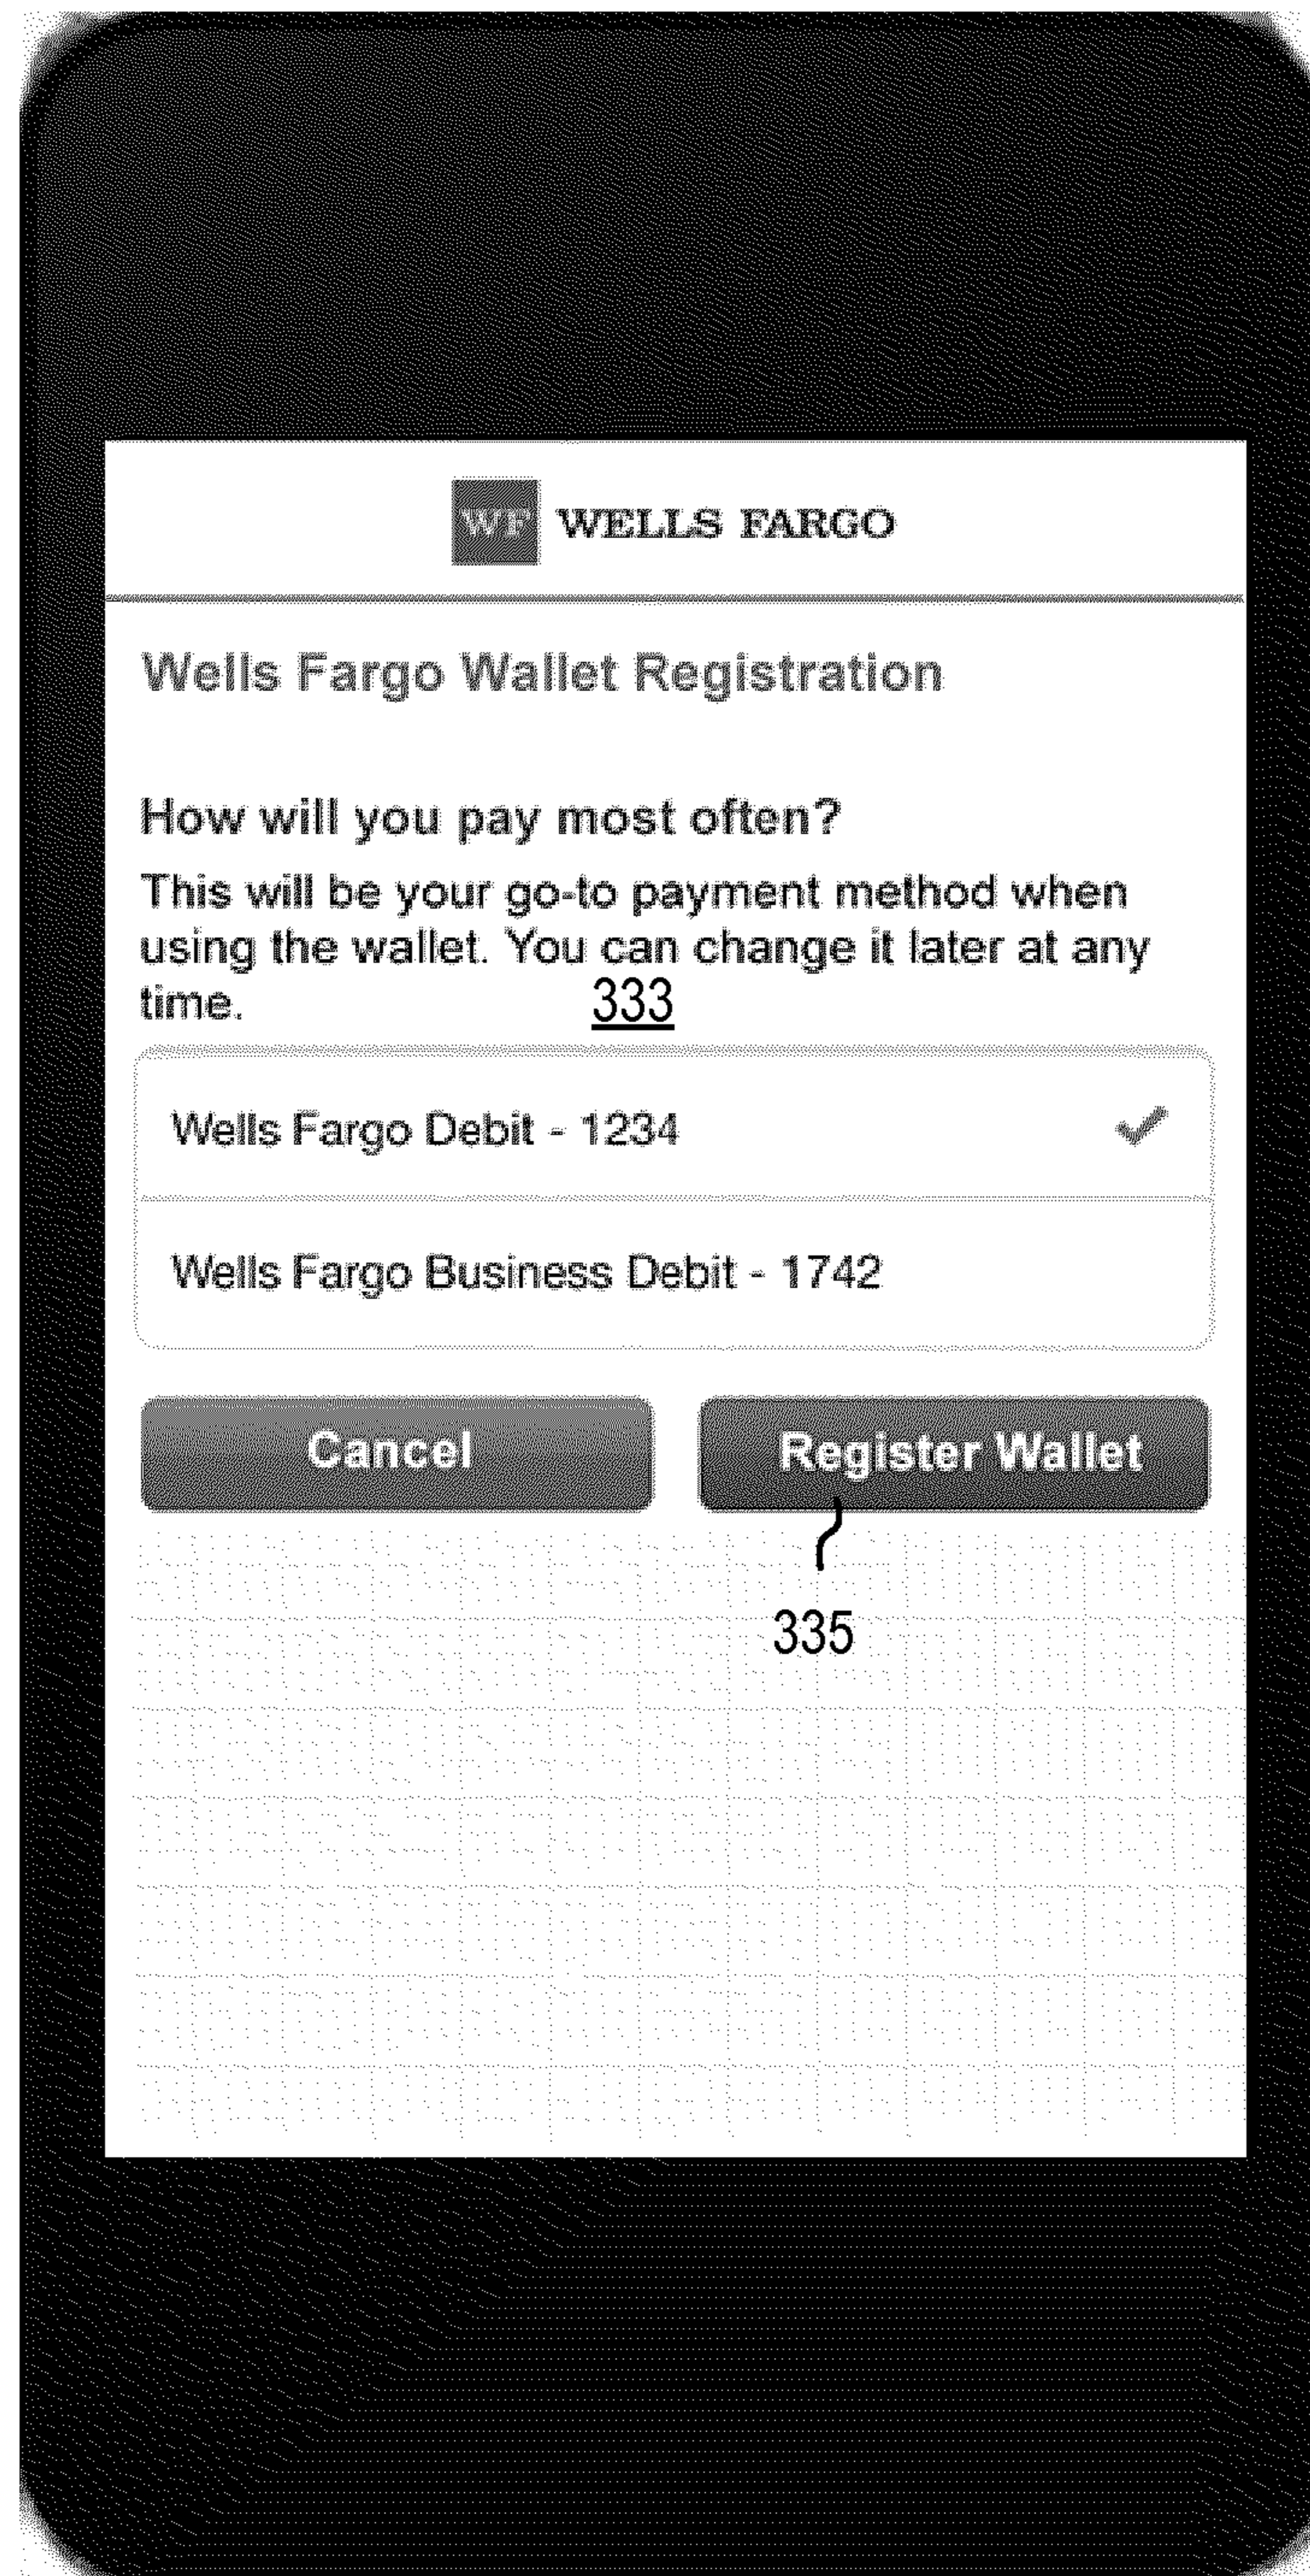 WF WELLS FARGO
Wells Fargo Wallet Registration
How will you pay most often?
This will be your go-to payment method when
using the wallet. You can change it later at any
time.
333
Wells Fargo Debit - 1234
Wells Fargo Business Debit - 1742
Cancel
Register Wallet
335